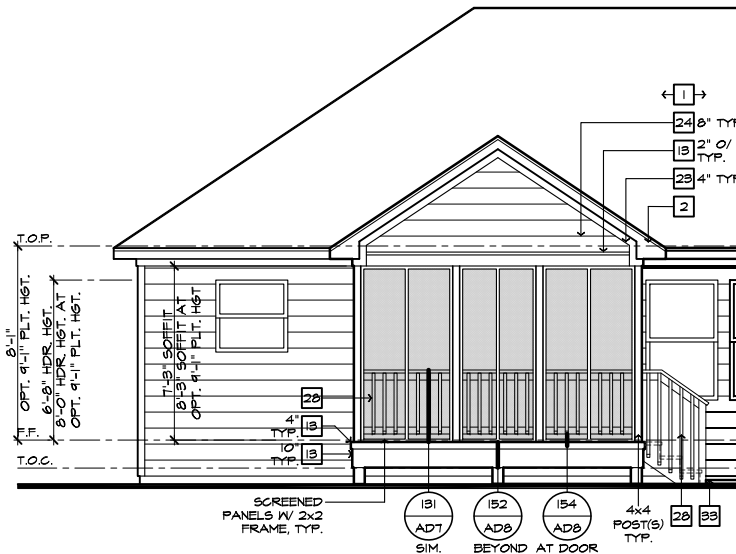 1
24 8" TYP.
13 2" O/
TYP.
23 4" TYP
2
T.O.P.
8'-1"
OPT. 9'-1" PLT. HGT.
6'-8" HDR. HGT.
8'-0" HDR. HGT. AT
OPT. 9'-1" PLT. HGT.
7'-3" SOFFIT
8'-3" SOFFIT AT
OPT. 9'-1" PLT. HGT
28
4"
TYP. 13
F.F.
10"
TYP. 13
T.O.C.
SCREENED
PANELS W/ 2x2
FRAME, TYP.
131
AD7
SIM.
152
AD8
BEYOND
154
AD8
AT DOOR
4x4
POST(S)
TYP.
28 33